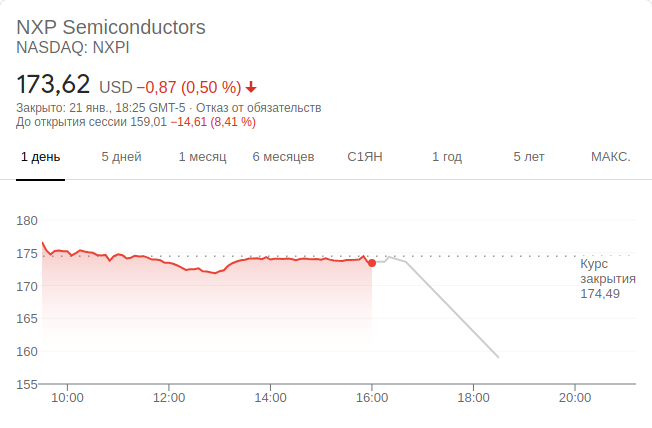 NXP Semiconductors
NASDAQ: NXPI
173,62 USD −0,87 (0,50 %)
Закрыто: 21 янв., 18:25 GMT-5 · Отказ от обязательств
До открытия сессии 159,01 −14,61 (8,41 %)
1 день 5 дней 1 месяц 6 месяцев С1ЯН 1 год 5 лет МАКС.
180
175
170
165
160
155
Курс
закрытия
174,49
10:00 12:00 14:00 16:00 18:00 20:00